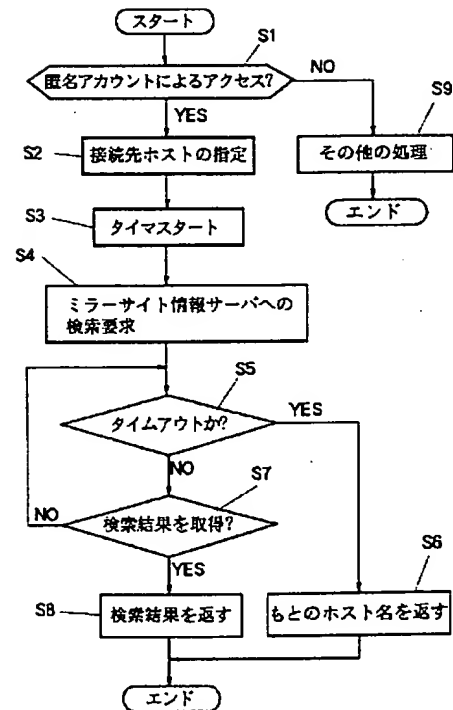 スタート
S1
匿名アカウントによるアクセス?
NO
YES
S9
S2
接続先ホストの指定
その他の処理
S3
エンド
タイマスタート
S4
ミラーサイト情報サーバへの
検索要求
S5
タイムアウトか?
YES
NO
S7
NO
検索結果を取得?
YES
S6
S8
検索結果を返す
もとのホスト名を返す
エンド